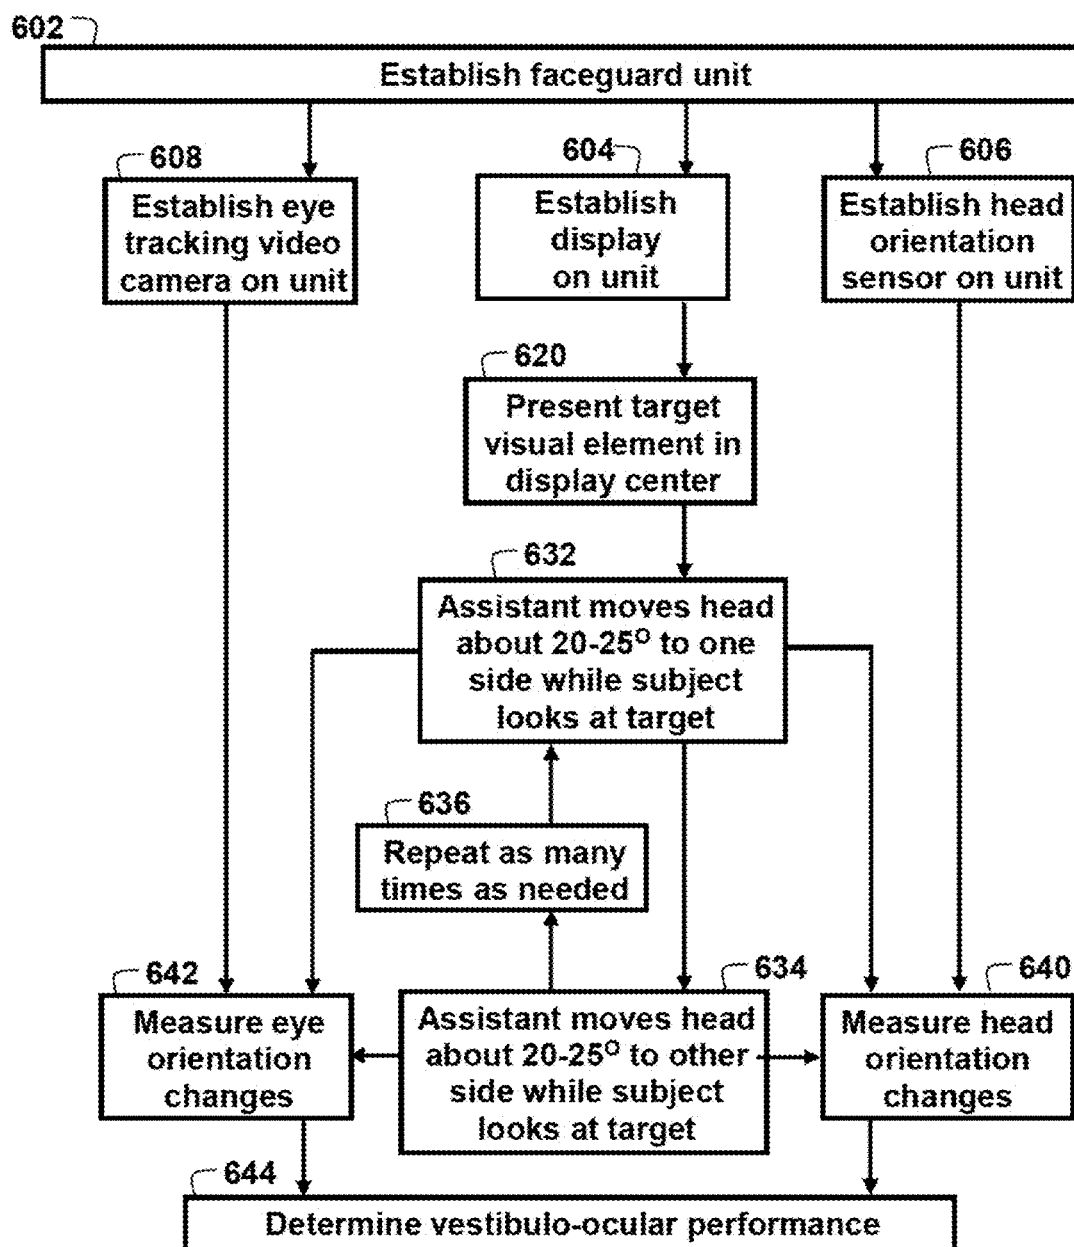 602
Establish faceguard unit
608
604
606
Establish eye
tracking video
camera on unit
Establish
display
on unit
Establish head
orientation
sensor on unit
620
Present target
visual element in
display center
632
Assistant moves head
about 20-25º to one
side while subject
looks at target
636
Repeat as many
times as needed
642
634
640
Measure eye
orientation
changes
Assistant moves head
about 20-25º to other
side while subject
looks at target
Measure head
orientation
changes
644
Determine vestibulo-ocular performance